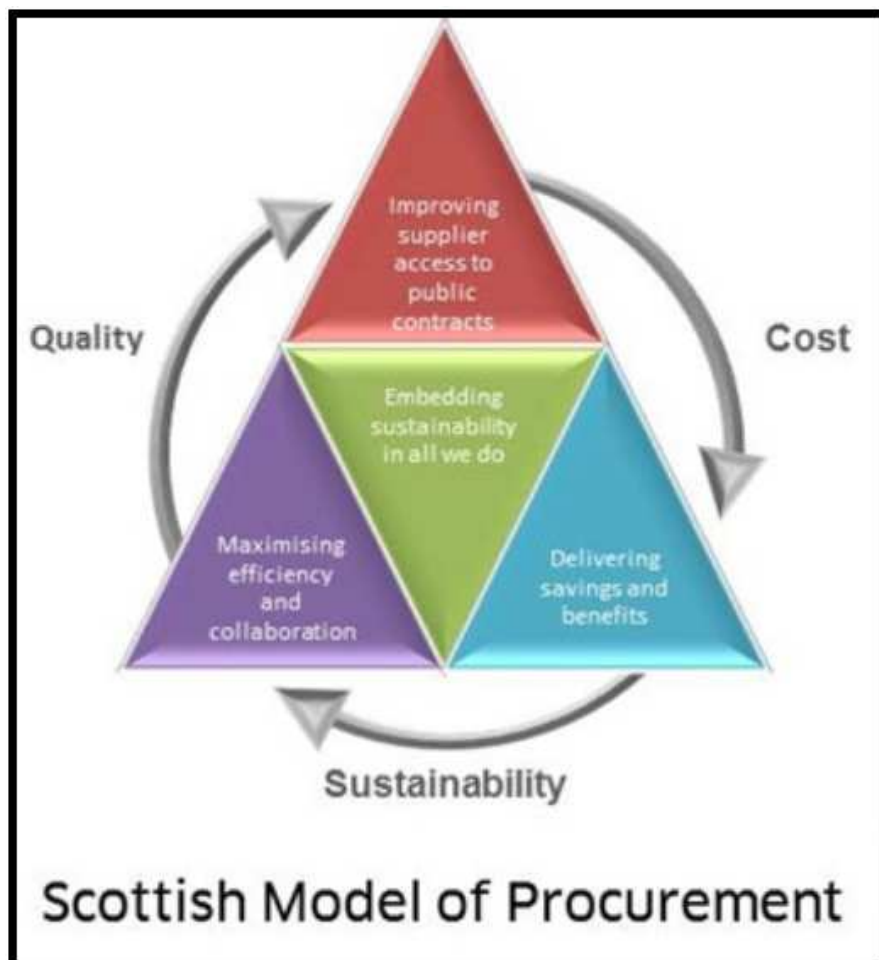 Improving
supplier
access to
public
contracts
Quality
Cost
Embedding
sustainability
in all we do
Maximising
efficiency
and
collaboration
Delivering
savings and
benefits
Sustainability
Scottish Model of Procurement